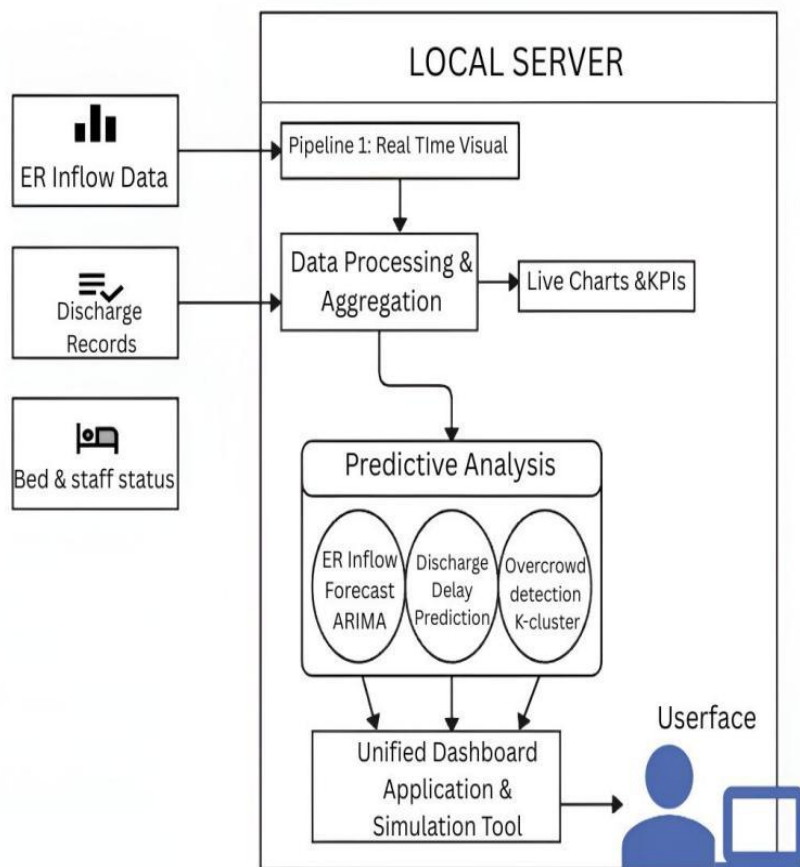 LOCAL SERVER
ER Inflow Data
Pipeline 1: Real TIme Visual
Discharge
Records
Data Processing &
Aggregation
Live Charts &KPIs
Bed & staff status
Predictive Analysis
ER Inflow
Forecast
ARIMA
Discharge
Delay
Prediction
Overcrowd
detection
K-cluster
Unified Dashboard
Application &
Simulation Tool
Userface